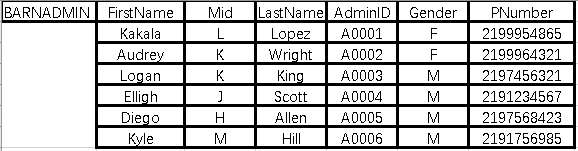 BARNADMIN FirstName Mid LastName AdminID Gender PNumber
Kakala L Lopez A0001 F 2199954865
Audrey K Wright A0002 F 2199964321
Logan K King A0003 M 2197456321
Elligh J Scott A0004 M 2191234567
Diego H Allen A0005 M 2197568423
Kyle M Hill A0006 M 2191756985